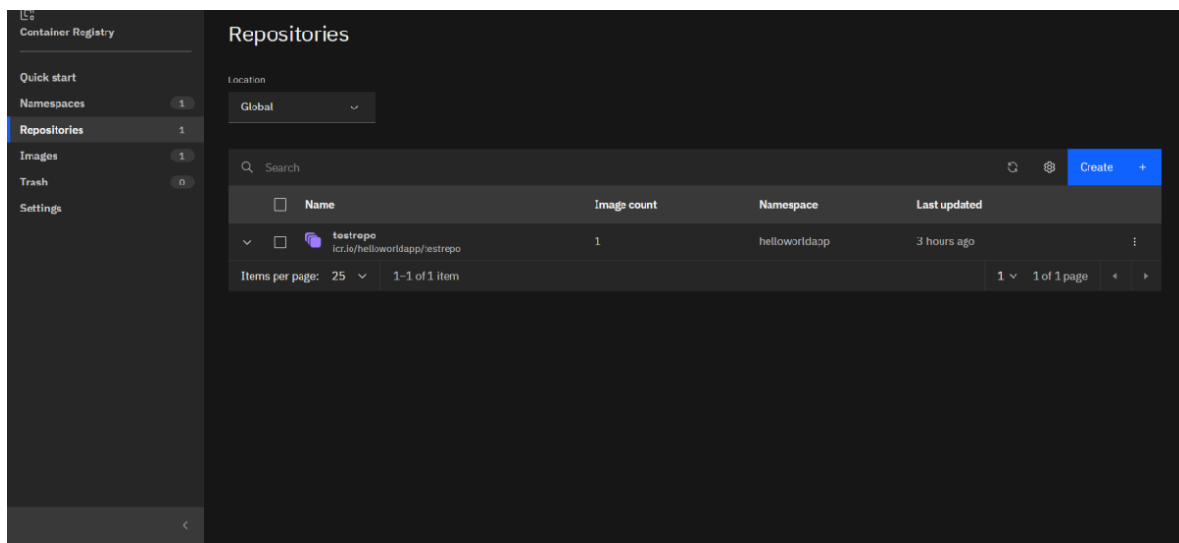 Container Registry
Quick start
Namespaces 1
Repositories 1
Images 1
Trash 0
Settings
Repositories
Location
Global
Search
Create +
Name Image count Namespace Last updated
testrepo
icr.io/helloworldapp/testrepo
1 helloworldapp 3 hours ago
Items per page: 25 1–1 of 1 item 1 1 of 1 page